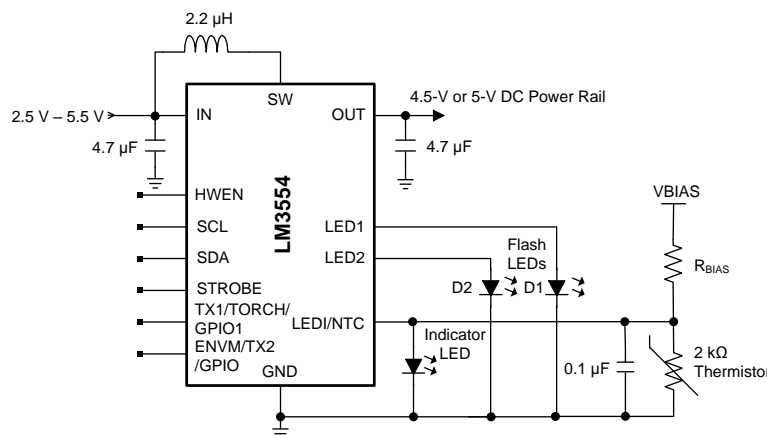 2.2 µH
SW
2.5 V – 5.5 V
IN
OUT
4.5-V or 5-V DC Power Rail
4.7 µF
4.7 µF
LM3554
HWEN
SCL
SDA
STROBE
TX1/TORCH/
GPIO1
ENVM/TX2
/GPIO
GND
LED1
LED2
LEDI/NTC
Flash
LEDs
D2
D1
Indicator
LED
VBIAS
RBIAS
0.1 µF
2 kΩ
Thermistor